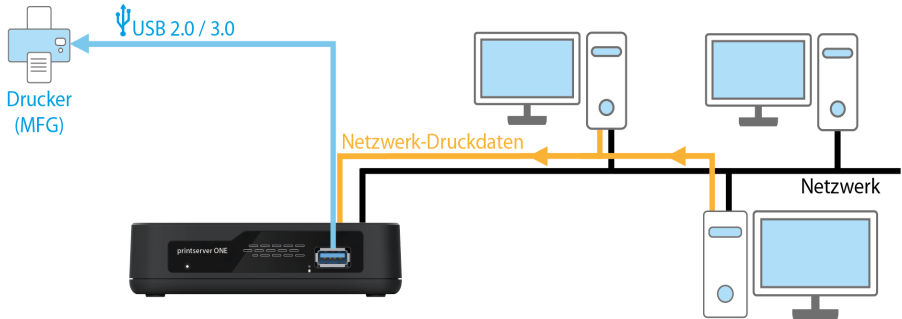 USB 2.0 / 3.0
Drucker
(MFG)
Netzwerk-Druckdaten
Netzwerk
printserver ONE